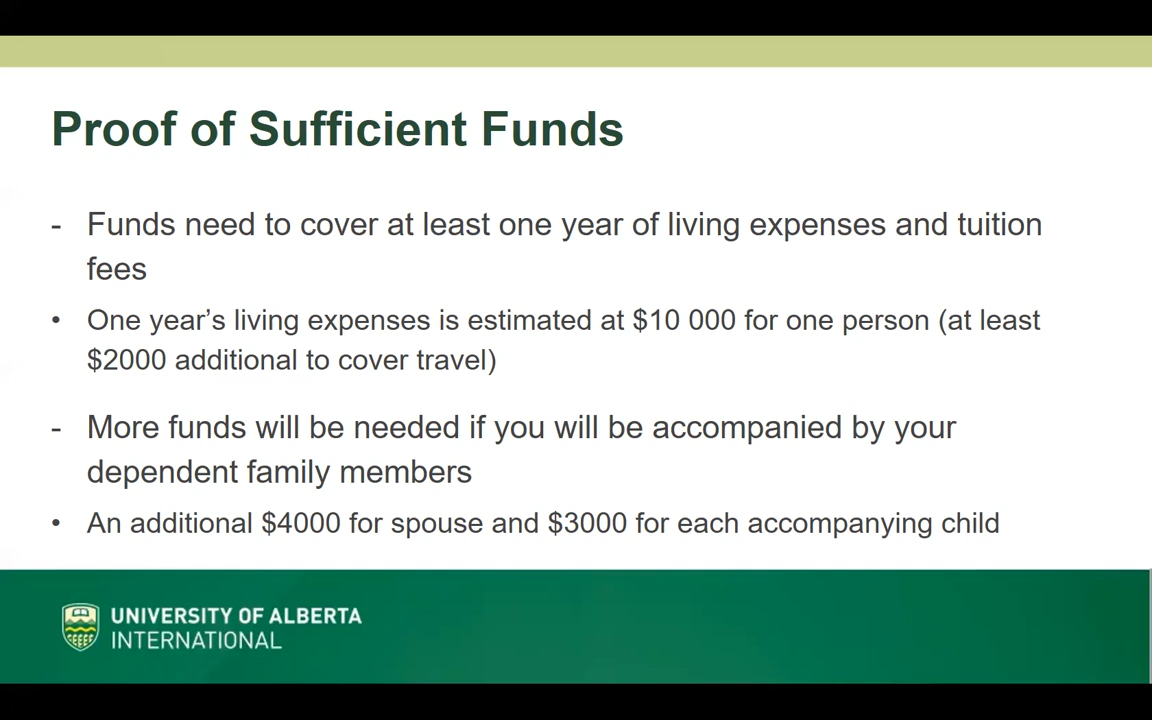 Proof of Sufficient Funds
- Funds need to cover at least one year of living expenses and tuition
fees
• One year’s living expenses is estimated at $10 000 for one person (at least
$2000 additional to cover travel)
- More funds will be needed if you will be accompanied by your
dependent family members
• An additional $4000 for spouse and $3000 for each accompanying child
UNIVERSITY OF ALBERTA
INTERNATIONAL